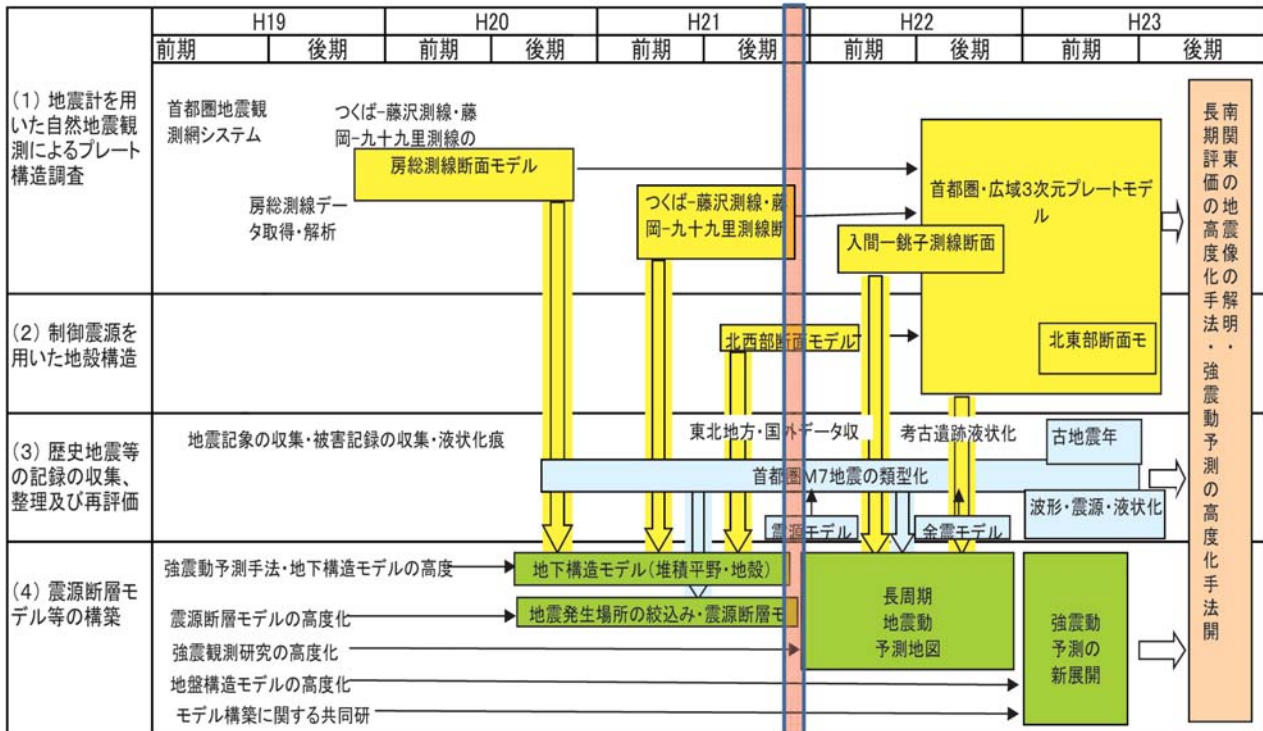 H19
H20
H21
H22
H23
前期
後期
前期
後期
前期
後期
前期
後期
前期
後期
(1) 地震計を用
いた自然地震観
測によるプレート
構造調査
首都圏地震観
測網システム
つくば-藤沢測線・藤
岡-九十九里測線の
房総測線断面モデル
房総測線デー
タ取得・解析
つくば-藤沢測線・藤
岡-九十九里測線断
首都圏・広域3次元プレートモデ
ル
入間―銚子測線断面
(2) 制御震源を
用いた地殻構造
北西部断面モデル
北東部断面モ
(3) 歴史地震等
の記録の収集、
整理及び再評価
地震記象の収集・被害記録の収集・液状化痕
東北地方・国外データ収
考古遺跡液状化
古地震年
首都圏M7地震の類型化
震源モデル
金震モデル
波形・震源・液状化
(4) 震源断層モ
デル等の構築
強震動予測手法・地下構造モデルの高度
地下構造モデル(堆積平野・地殻)
震源断層モデルの高度化
地震発生場所の絞込み・震源断層モ
強震観測研究の高度化
地盤構造モデルの高度化
モデル構築に関する共同研
長周期
地震動
予測地図
強震動
予測の
新展開
南関東の地震像の解明・
長期評価の高度化手法・強震動予測の高度化手法開